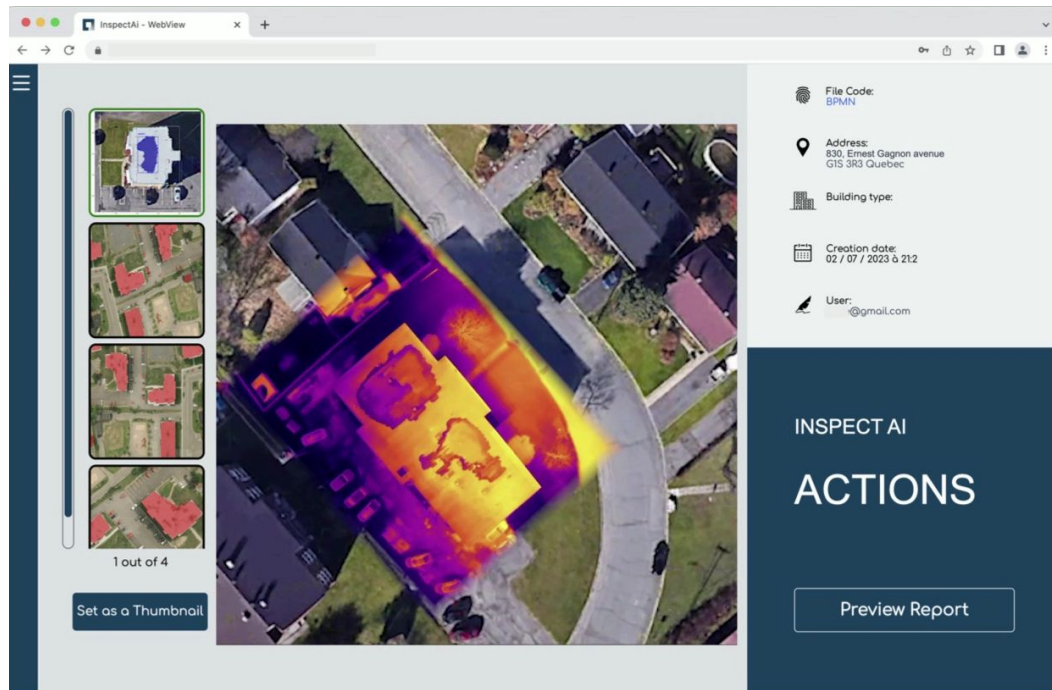 InspectAi - WebView
File Code:
BPMN
Address:
830, Ernest Gagnon avenue
G1S 3R3 Quebec
Building type:
Creation date:
02 / 07 / 2023 à 21:2
User:
@gmail.com
1 out of 4
Set as a Thumbnail
INSPECT AI
ACTIONS
Preview Report